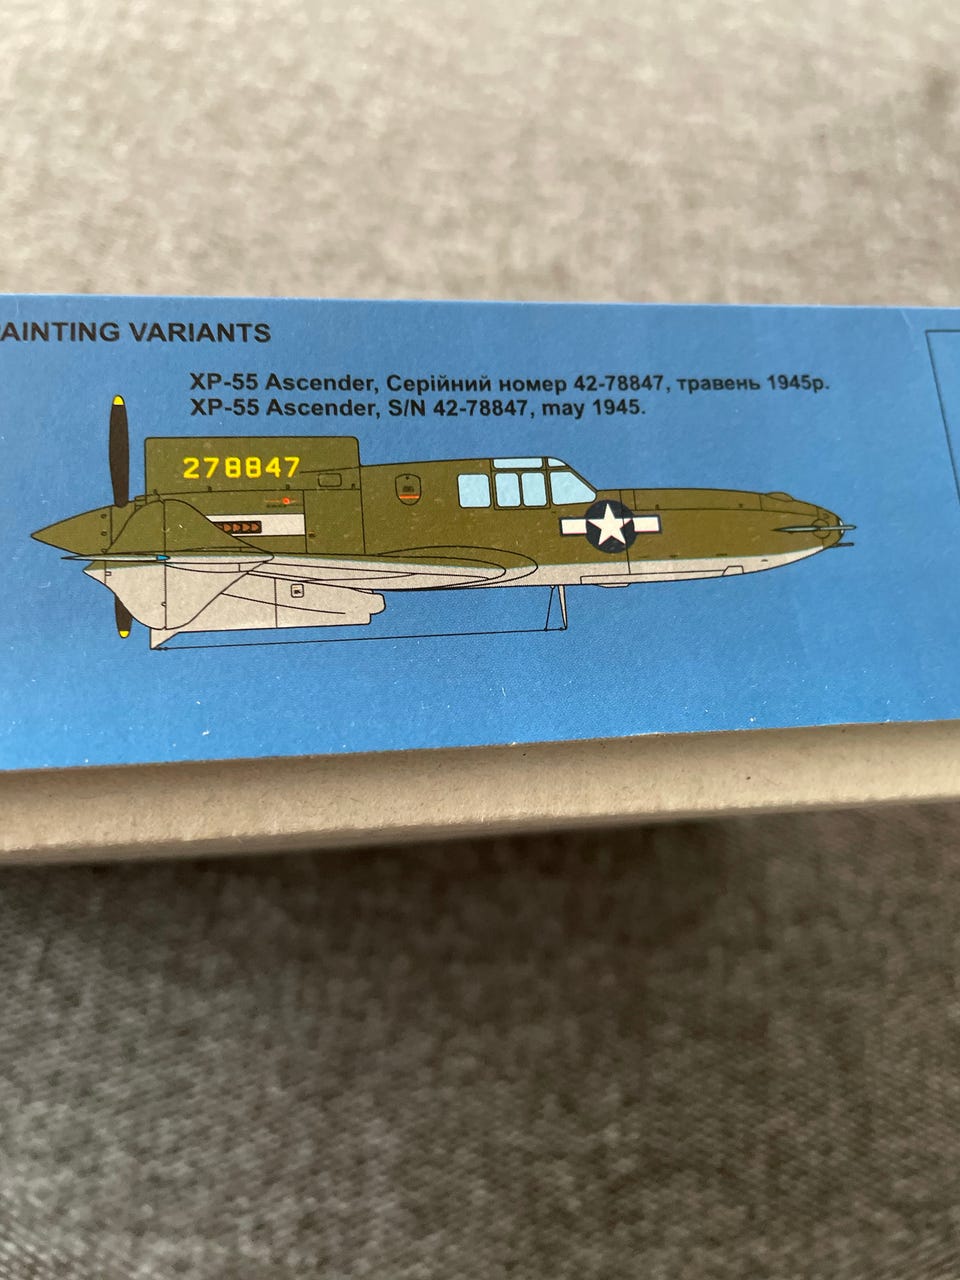 AINTING VARIANTS
XP-55 Ascender, Серійний номер 42-78847, травень 1945р.
XP-55 Ascender, S/N 42-78847, may 1945.
278847